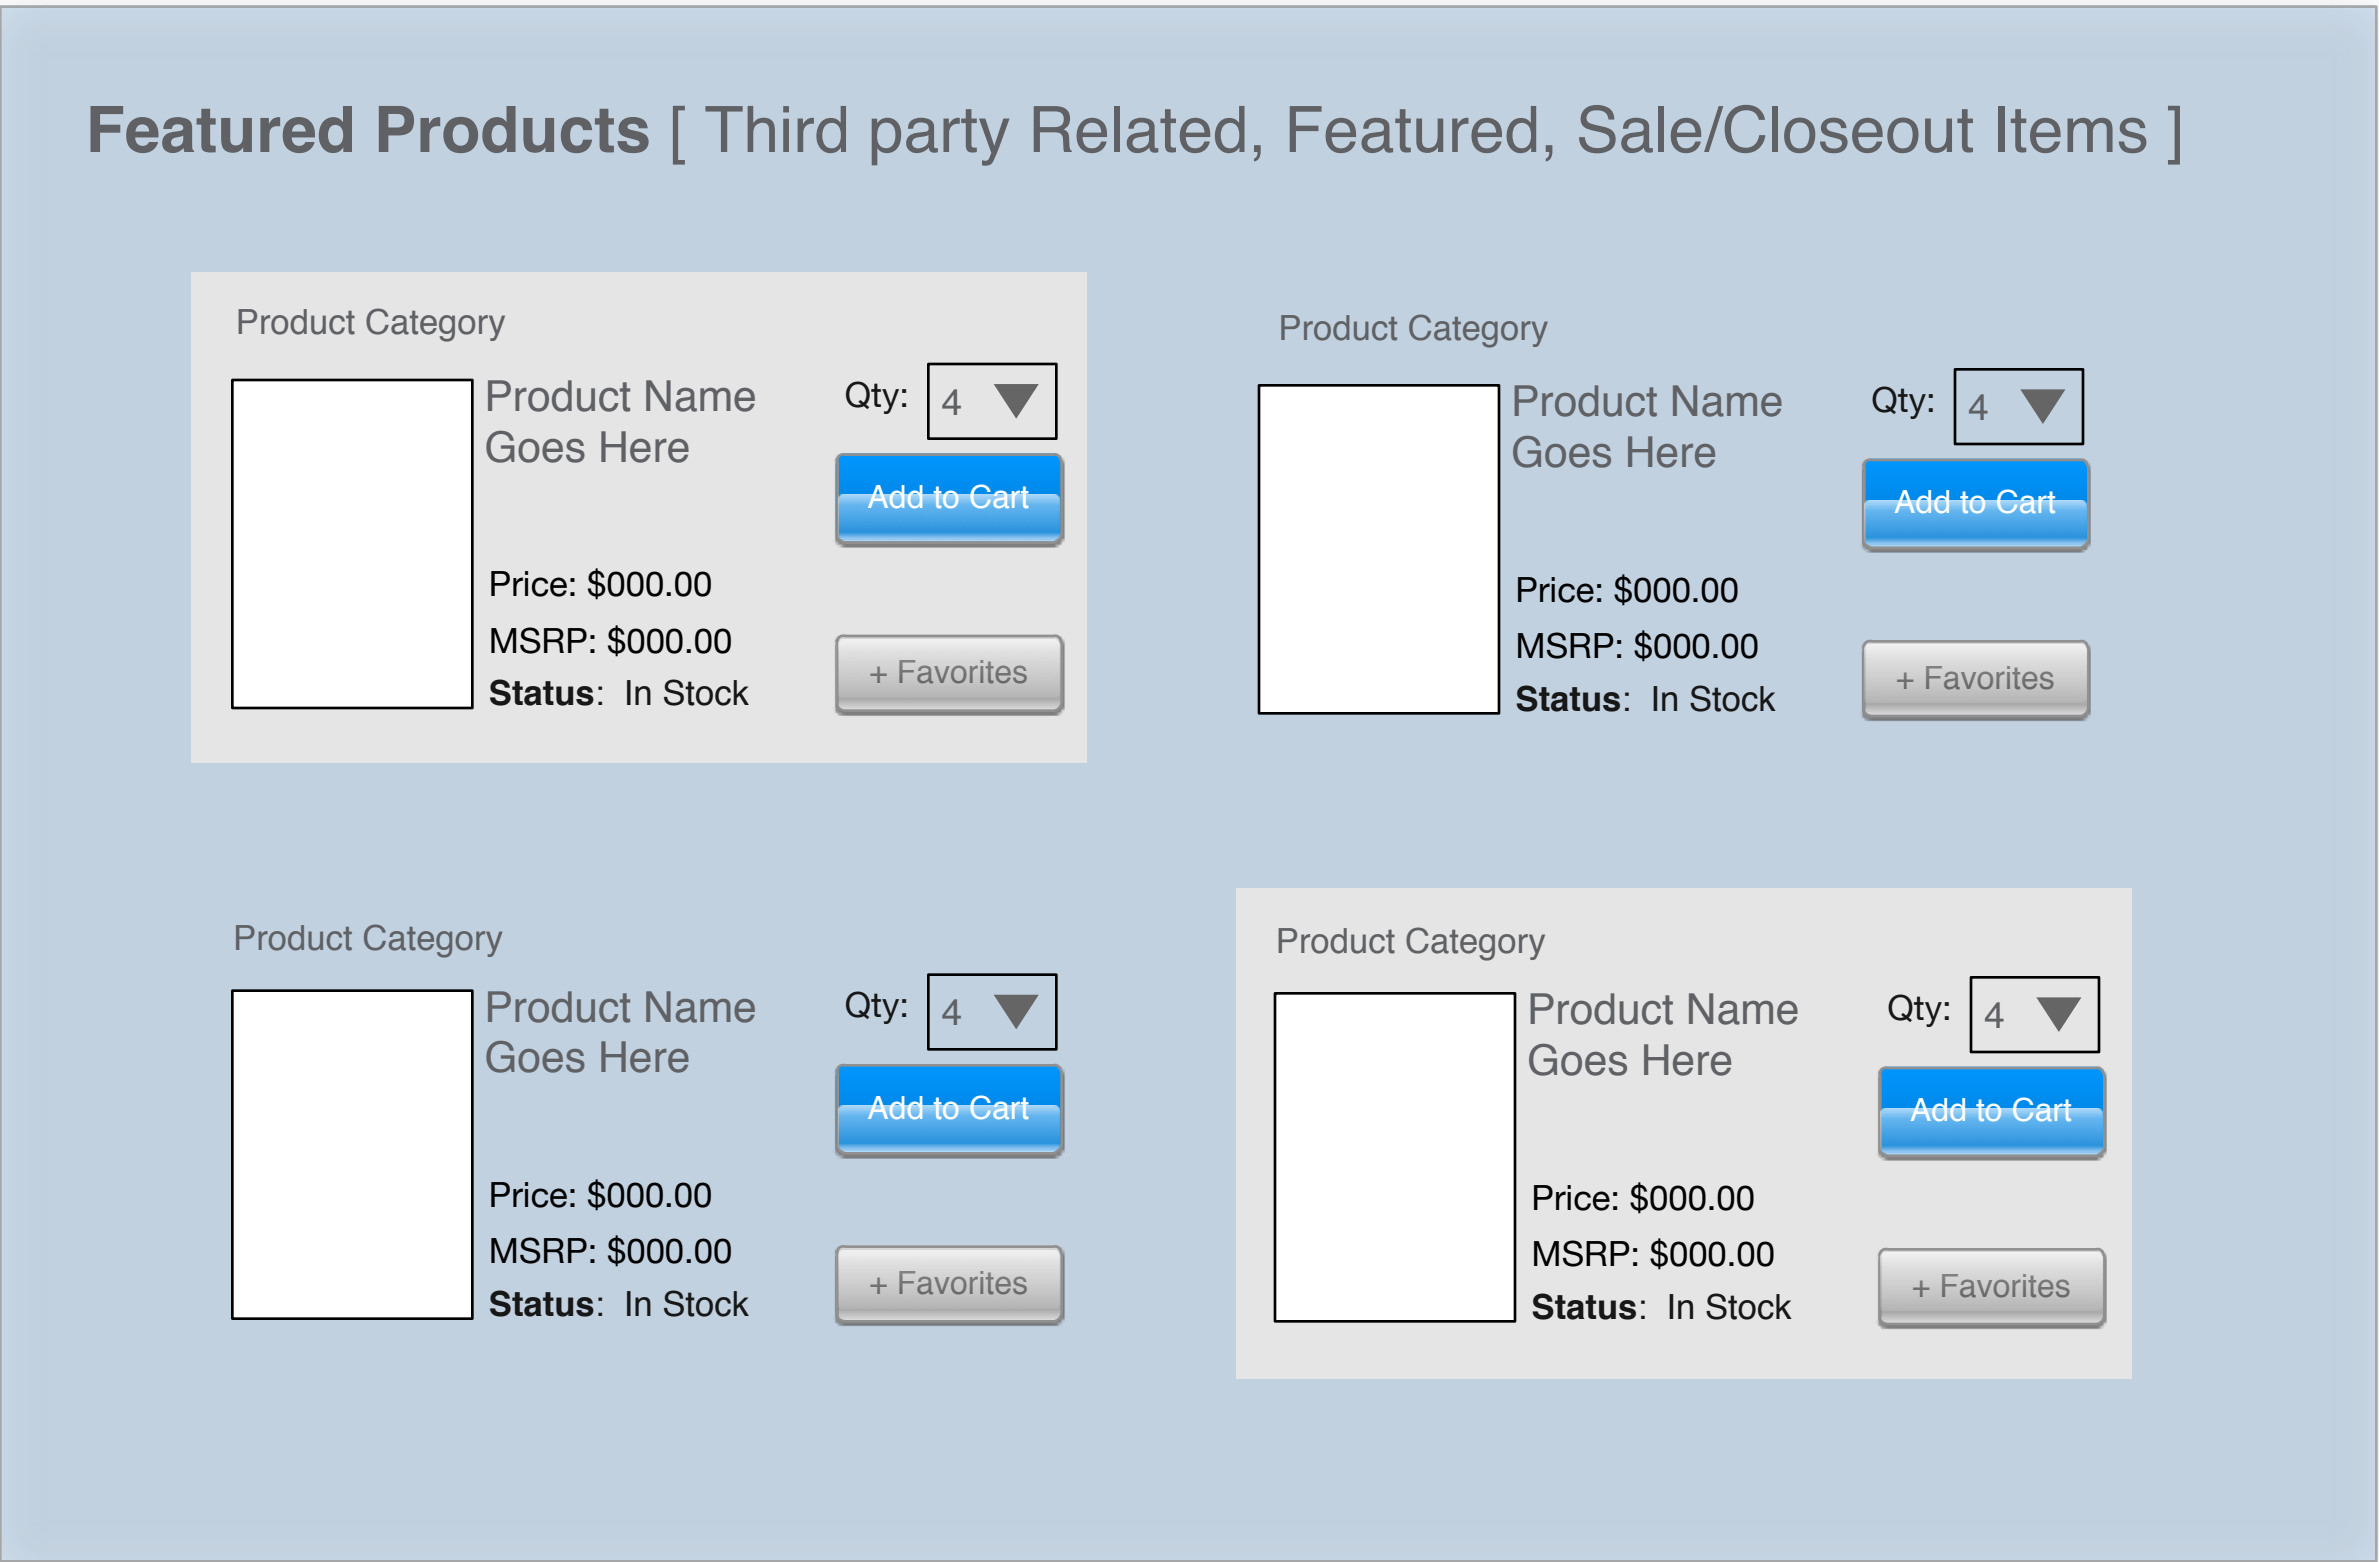 Featured Products [ Third party Related, Featured, Sale/Closeout Items ]
Product Category
Product Name
Goes Here
Qty: 4
Add to Cart
Price: $000.00
MSRP: $000.00
Status:  In Stock
+ Favorites
Product Category
Product Name
Goes Here
Qty: 4
Add to Cart
Price: $000.00
MSRP: $000.00
Status:  In Stock
+ Favorites
Product Category
Product Name
Goes Here
Qty: 4
Add to Cart
Price: $000.00
MSRP: $000.00
Status:  In Stock
+ Favorites
Product Category
Product Name
Goes Here
Qty: 4
Add to Cart
Price: $000.00
MSRP: $000.00
Status:  In Stock
+ Favorites